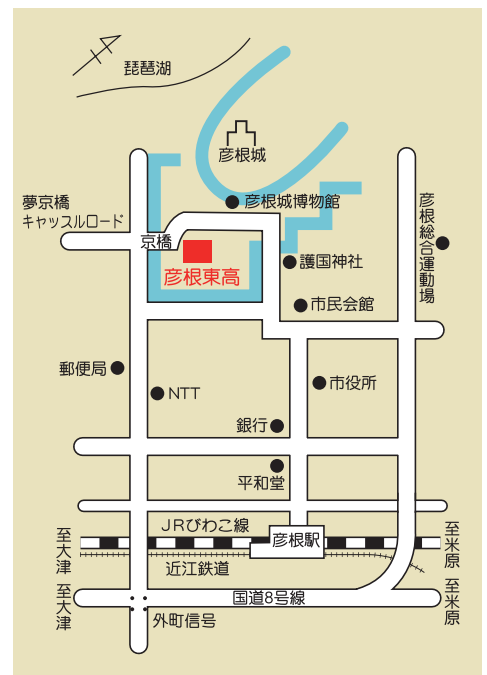 琵琶湖
彦根城
夢京橋
キャッスルロード
彦根城博物館
京橋
彦根総合運動場
護国神社
彦根東高
市民会館
郵便局
NTT
市役所
銀行
平和堂
JRびわこ線
至大津
彦根駅
至米原
近江鉄道
至大津
国道8号線
至米原
外町信号